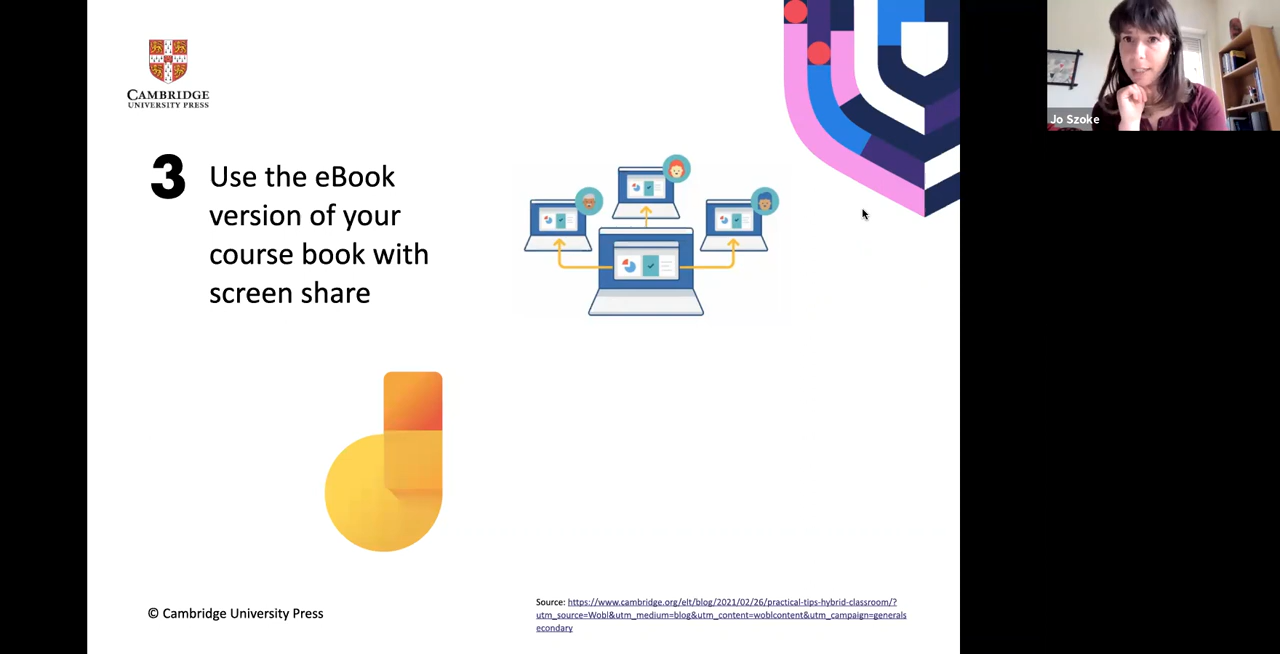 CAMBRIDGE
UNIVERSITY PRESS
Jo Szoke
3
Use the eBook
version of your
course book with
screen share
Source: https://www.cambridge.org/elt/blog/2021/02/26/practical-tips-hybrid-classroom/?
utm_source=Wobl&utm_medium=blog&utm_content=woblcontent&utm_campaign=generals
econdary
© Cambridge University Press